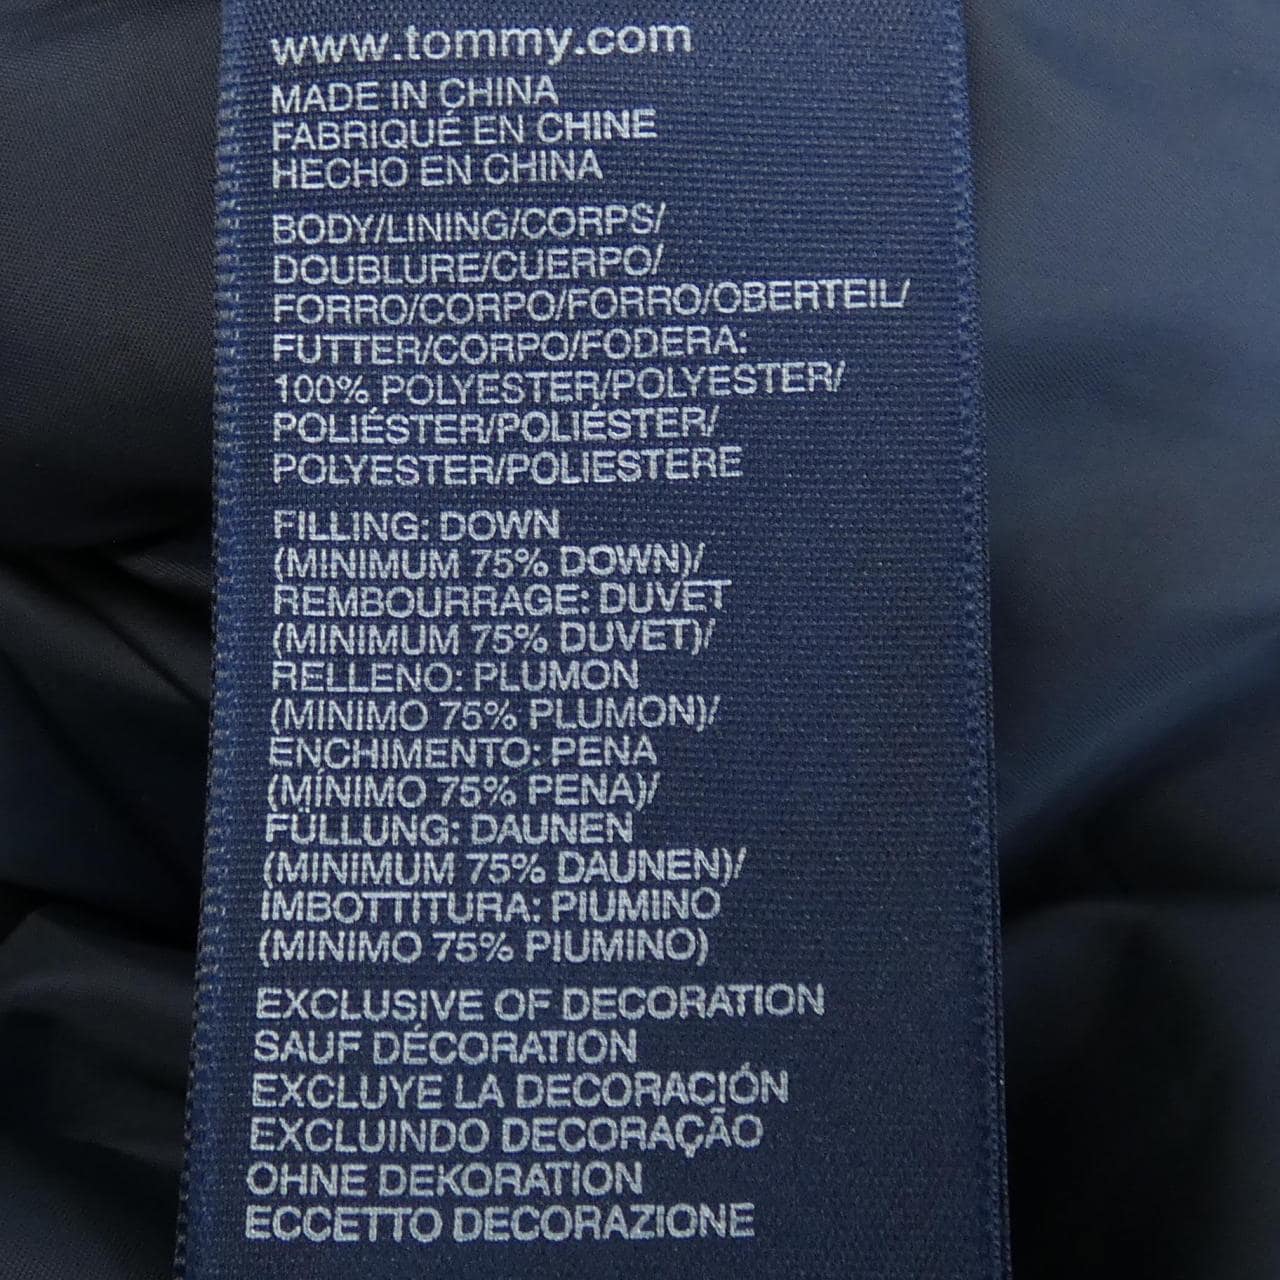 www.tommy.com
MADE IN CHINA
FABRIQUÉ EN CHINE
HECHO EN CHINA
BODY/LINING/CORPS/
DOUBLURE/CUERPO/
FORRO/CORPO/FORRO/OBERTEIL/
FUTTER/CORPO/FODERA:
100% POLYESTER/POLYESTER/
POLIÉSTER/POLIÉSTER/
POLYESTER/POLIESTERE
FILLING: DOWN
(MINIMUM 75% DOWN)/
REMBOURRAGE: DUVET
(MINIMUM 75% DUVET)/
RELLENO: PLUMON
(MINIMO 75% PLUMON)/
ENCHIMENTO: PENA
(MÍNIMO 75% PENA)/
FÜLLUNG: DAUNEN
(MINIMUM 75% DAUNEN)/
IMBOTTITURA: PIUMINO
(MINIMO 75% PIUMINO)
EXCLUSIVE OF DECORATION
SAUF DÉCORATION
EXCLUYE LA DECORACIÓN
EXCLUINDO DECORAÇÃO
OHNE DEKORATION
ECCETTO DECORAZIONE